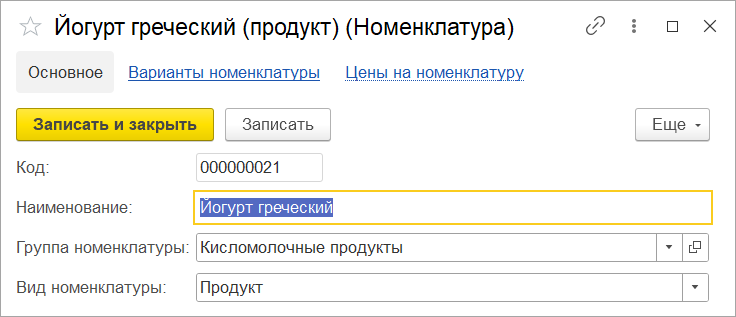 Йогурт греческий (продукт) (Номенклатура)
Основное Варианты номенклатуры Цены на номенклатуру
Записать и закрыть Записать Еще
Код: 000000021
Наименование: Йогурт греческий
Группа номенклатуры: Кисломолочные продукты
Вид номенклатуры: Продукт